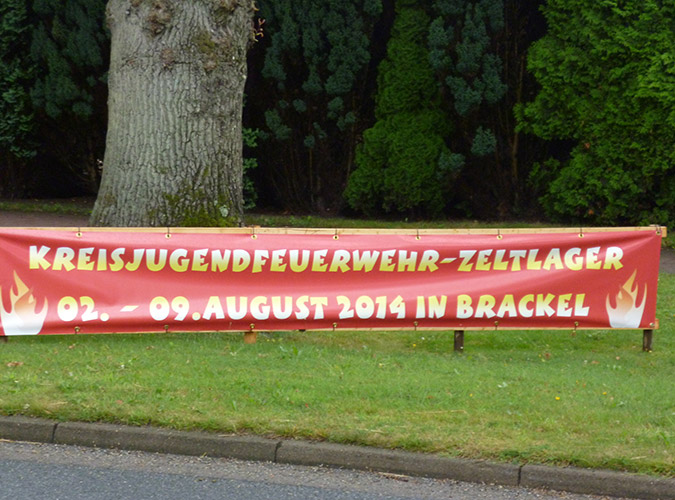 KREISJUGENDFEUERWEHR-ZELTLAGER
02. - 09. AUGUST 2014 IN BRACKEL